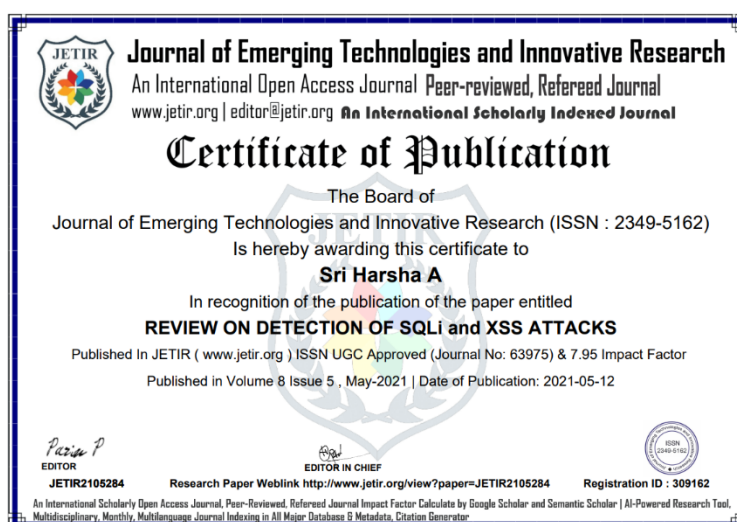 JETIR
Journal of Emerging Technologies and Innovative Research
An International Open Access Journal Peer-reviewed, Refereed Journal
www.jetir.org | editor@jetir.org An International Scholarly Indexed Journal
Certificate of Publication
The Board of
Journal of Emerging Technologies and Innovative Research (ISSN : 2349-5162)
Is hereby awarding this certificate to
Sri Harsha A
In recognition of the publication of the paper entitled
REVIEW ON DETECTION OF SQLi and XSS ATTACKS
Published In JETIR ( www.jetir.org ) ISSN UGC Approved (Journal No: 63975) & 7.95 Impact Factor
Published in Volume 8 Issue 5 , May-2021 | Date of Publication: 2021-05-12
EDITOR
EDITOR IN CHIEF
ISSN
2349-5162
JETIR2105284 Research Paper Weblink http://www.jetir.org/view?paper=JETIR2105284 Registration ID : 309162
An International Scholarly Open Access Journal, Peer-Reviewed, Refereed Journal Impact Factor Calculate by Google Scholar and Semantic Scholar | AI-Powered Research Tool,
Multidisciplinary, Monthly, Multilanguage Journal Indexing in All Major Database & Metadata, Citation Generator